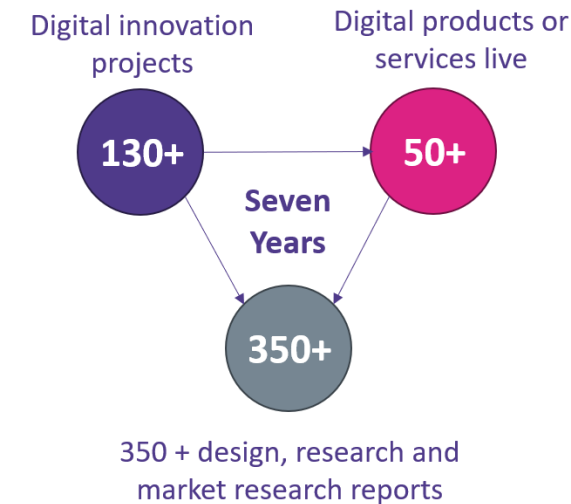 Digital innovation
projects
Digital products or
services live
130+
50+
Seven
Years
350+
350 + design, research and
market research reports